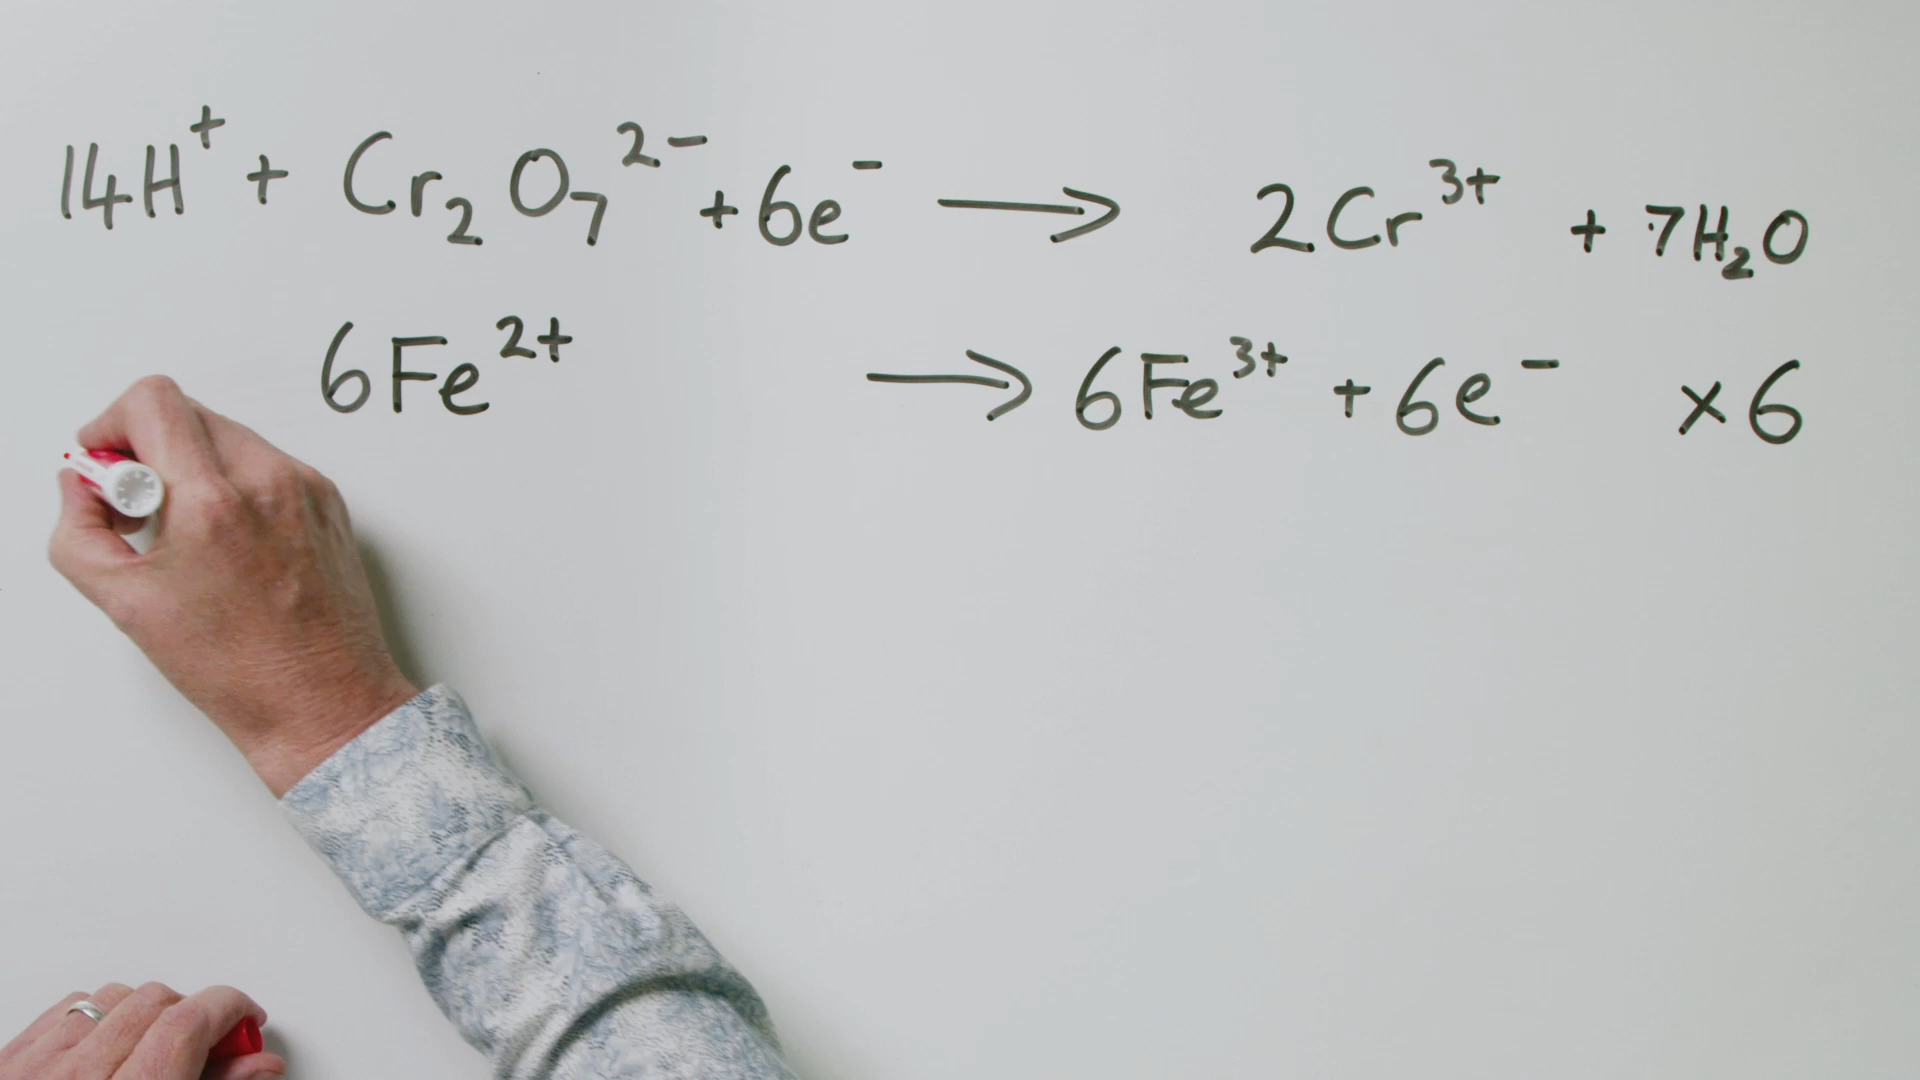 14H⁺ + Cr₂O₇²⁻ + 6e⁻ → 2Cr³⁺ + 7H₂O
6Fe²⁺ → 6Fe³⁺ + 6e⁻ ×6